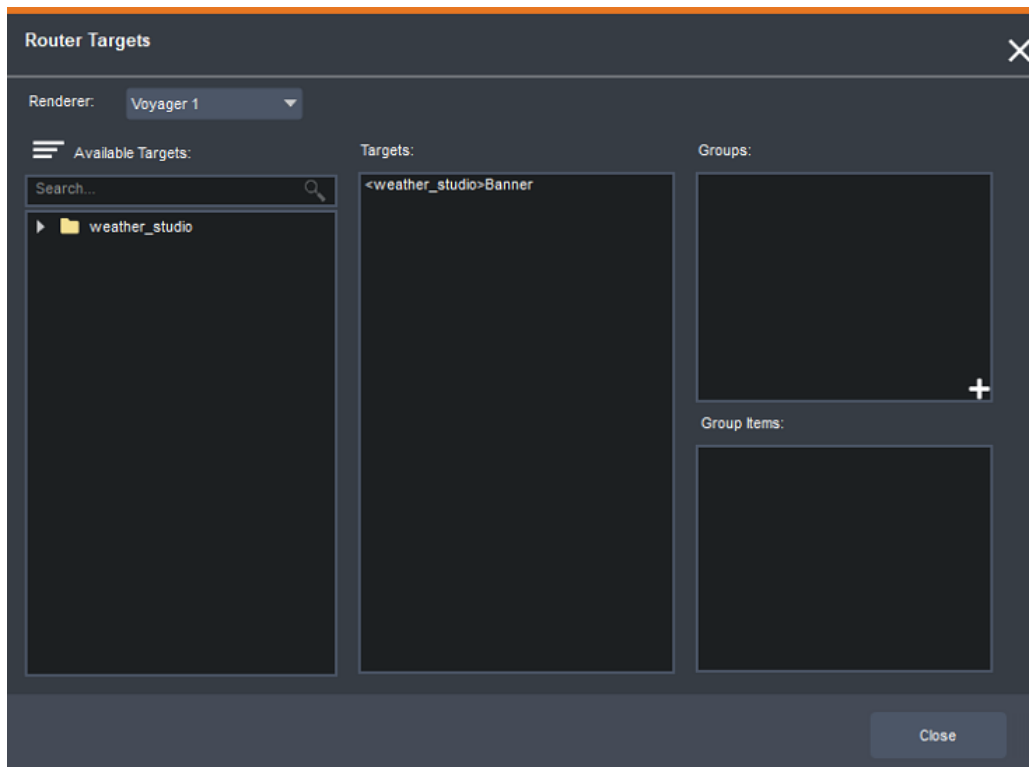 Router Targets
Renderer:
Voyager 1
Available Targets:
Targets:
Groups:
Search...
<weather_studio>Banner
weather_studio
Group Items:
Close